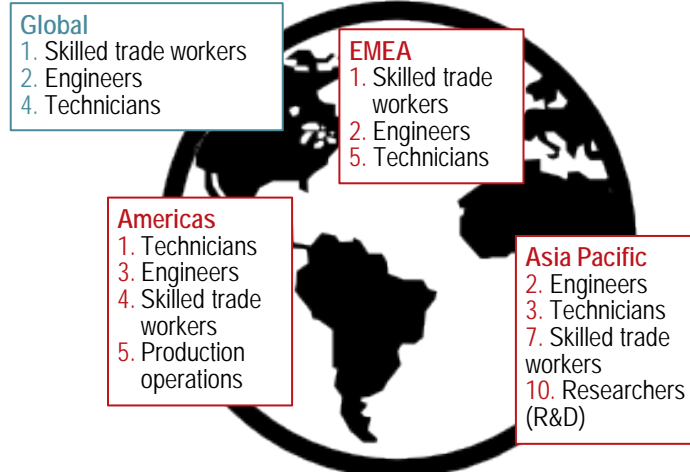 Global
1. Skilled trade workers
2. Engineers
4. Technicians
EMEA
1. Skilled trade
workers
2. Engineers
5. Technicians
Americas
1. Technicians
3. Engineers
4. Skilled trade
workers
5. Production
operations
Asia Pacific
2. Engineers
3. Technicians
7. Skilled trade
workers
10. Researchers
(R&D)